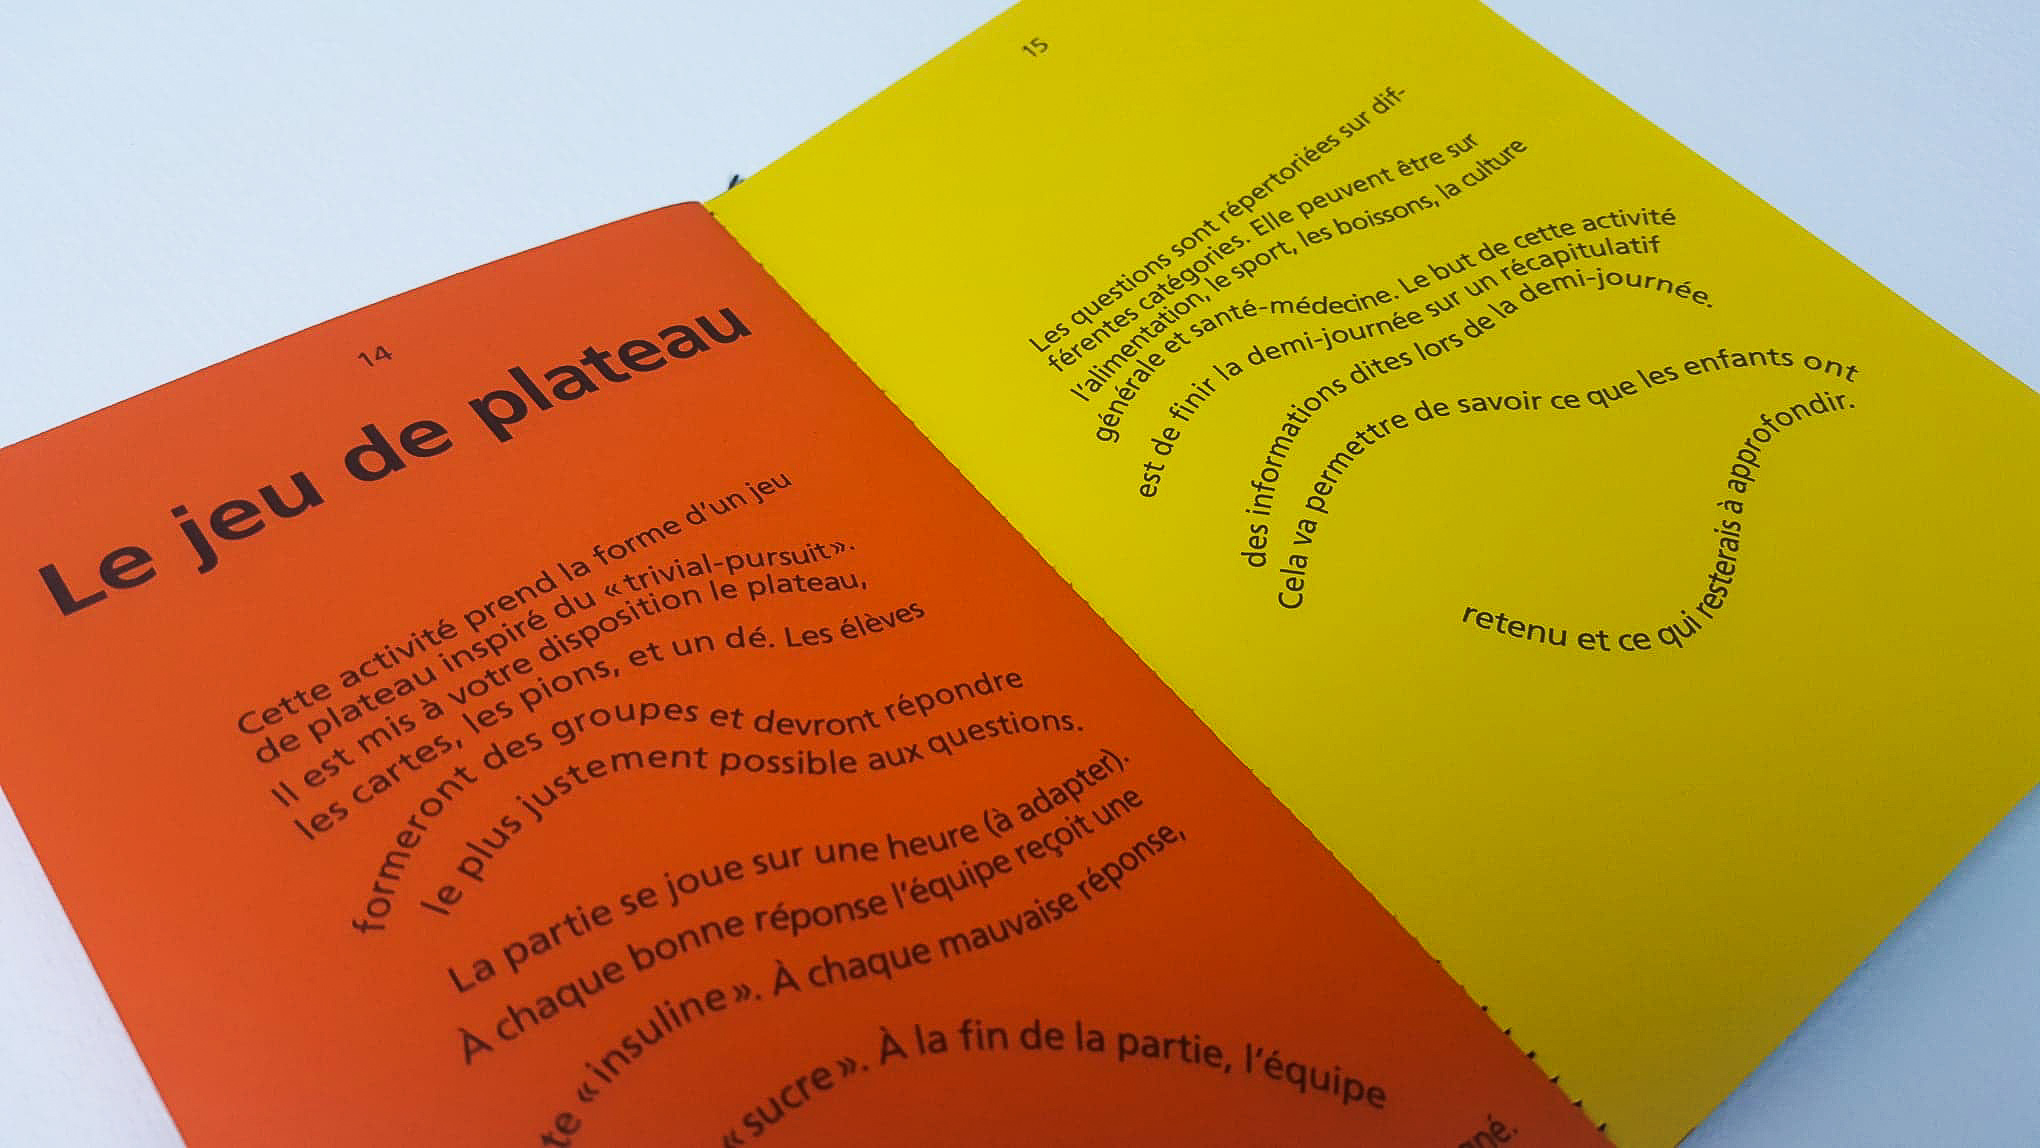 14
Le jeu de plateau
Cette activité prend la forme d'un jeu
de plateau inspiré du « trivial-pursuit ».
Il est mis à votre disposition le plateau,
les cartes, les pions, et un dé. Les élèves
formeront des groupes et devront répondre
le plus justement possible aux questions.
La partie se joue sur une heure (à adapter).
À chaque bonne réponse l'équipe reçoit une
«insuline». À chaque mauvaise réponse,
«sucre». À la fin de la partie, l'équipe
15
Les questions sont répertoriées sur dif-
férentes catégories. Elle peuvent être sur
l'alimentation, le sport, les boissons, la culture
générale et santé-médecine. Le but de cette activité
est de finir la demi-journée sur un récapitulatif
des informations dites lors de la demi-journée.
Cela va permettre de savoir ce que les enfants ont
retenu et ce qui resterais à approfondir.